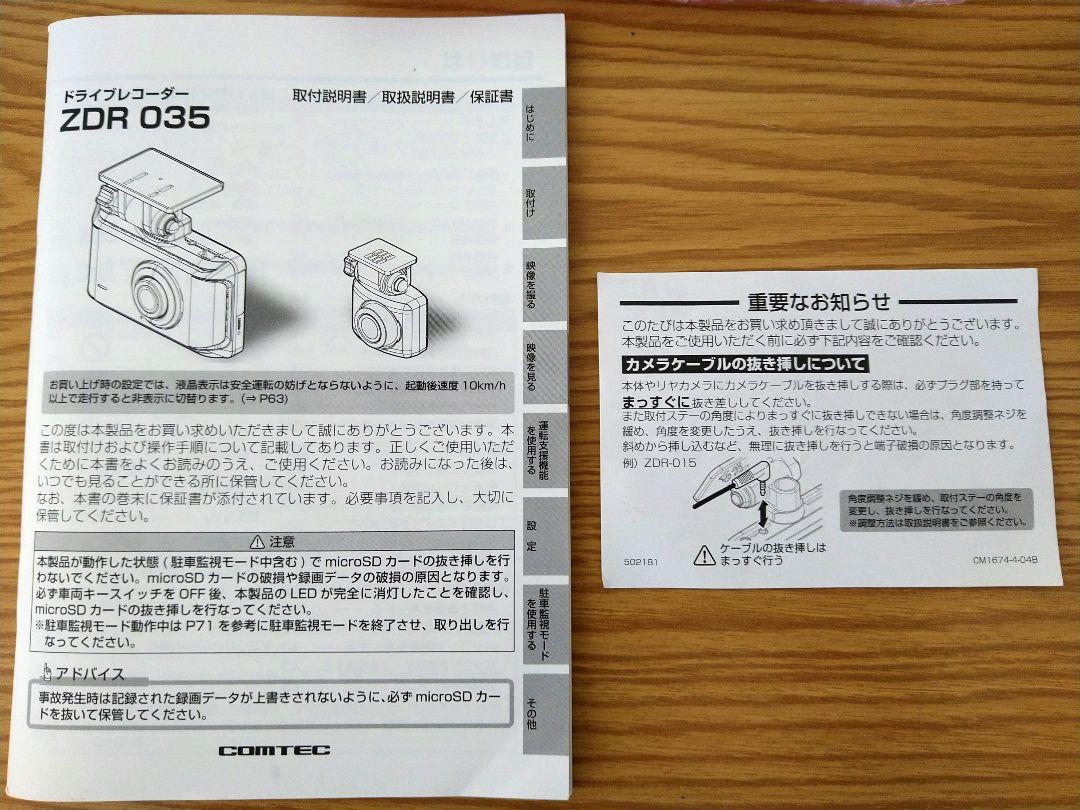 ドライブレコーダー
ZDR 035
取付説明書／取扱説明書／保証書
お買い上げ時の設定では、液晶表示は安全運転の妨げとならないように、起動後速度 10km/h
以上で走行すると非表示に切替ります。(⇒ P63)
この度は本製品をお買い求めいただきまして誠にありがとうございます。本
書は取付けおよび操作手順について記載してあります。正しくご使用いただ
くために本書をよくお読みのうえ、ご使用ください。お読みになった後は、
いつでも見ることができる所に保管してください。
なお、本書の巻末に保証書が添付されています。必要事項を記入し、大切に
保管してください。
注意
本製品が動作した状態 ( 駐車監視モード中含む ) で microSD カードの抜き挿しを行
わないでください。microSD カードの破損や録画データの破損の原因となります。
必ず車両キースイッチを OFF 後、本製品の LED が完全に消灯したことを確認し、
microSD カードの抜き挿しを行なってください。
※駐車監視モード動作中は P71 を参考に駐車監視モードを終了させ、取り出しを行
なってください。
アドバイス
事故発生時は記録された録画データが上書きされないように、必ず microSD カー
ドを抜いて保管してください。
COMTEC
はじめに
取付け
映像を撮る
映像を見る
運転支援機能
を使用する
設 定
駐車監視モード
を使用する
その他
重要なお知らせ
このたびは本製品をお買い求め頂きまして誠にありがとうございます。
本製品をご使用いただく前に必ず下記内容をご確認ください。
カメラケーブルの抜き挿しについて
本体やリヤカメラにカメラケーブルを抜き挿しする際は、必ずプラグ部を持って
まっすぐに抜き差ししてください。
また取付ステーの角度によりまっすぐに抜き挿しできない場合は、角度調整ネジを
緩め、角度を変更したうえ、抜き挿しを行なってください。
斜めから挿し込むなど、無理に抜き挿しを行うと端子破損の原因となります。
例）ZDR-015
角度調整ネジを緩め、取付ステーの角度を
変更し、抜き挿しを行なってください。
※調整方法は取扱説明書をご参照ください。
ケーブルの抜き挿しは
まっすぐ行う
502181
CM1674-4-04B